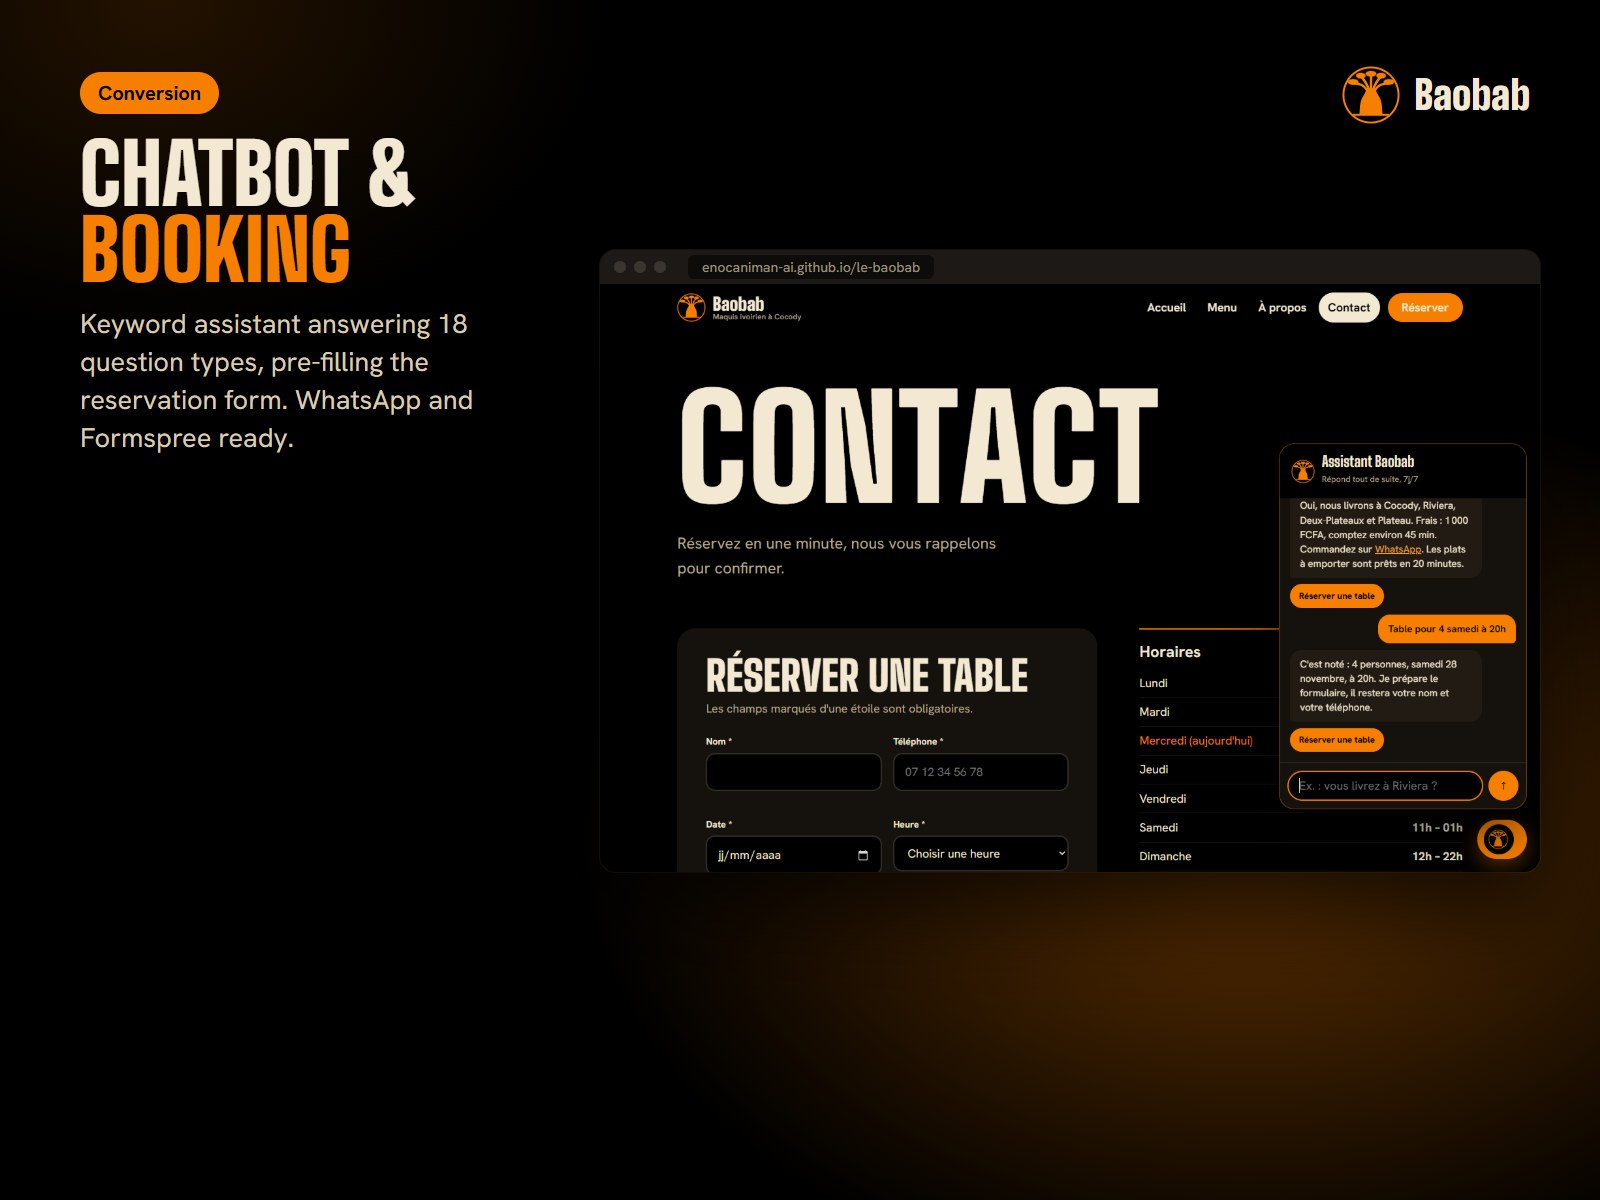 Conversion
CHATBOT &
BOOKING
Keyword assistant answering 18
question types, pre-filling the
reservation form. WhatsApp and
Formspree ready.
Baobab
enocaniman-ai.github.io/le-baobab
Baobab
Maquis Ivoirien à Cocody
Accueil
Menu
À propos
Contact
Réserver
CONTACT
Réservez en une minute, nous vous rappelons
pour confirmer.
RÉSERVER UNE TABLE
Les champs marqués d'une étoile sont obligatoires.
Nom *
Téléphone *
07 12 34 56 78
Date *
Heure *
jj/mm/aaaa
Choisir une heure
Horaires
Lundi
Mardi
Mercredi (aujourd'hui)
Jeudi
Vendredi
Samedi
11h – 01h
Dimanche
12h – 22h
Assistant Baobab
Répond tout de suite, 7j/7
Oui, nous livrons à Cocody, Riviera,
Deux-Plateaux et Plateau. Frais : 1 000
FCFA, comptez environ 45 min.
Commandez sur WhatsApp. Les plats
à emporter sont prêts en 20 minutes.
Réserver une table
Table pour 4 samedi à 20h
C'est noté : 4 personnes, samedi 28
novembre, à 20h. Je prépare le
formulaire, il restera votre nom et
votre téléphone.
Réserver une table
Ex. : vous livrez à Riviera ?
↑